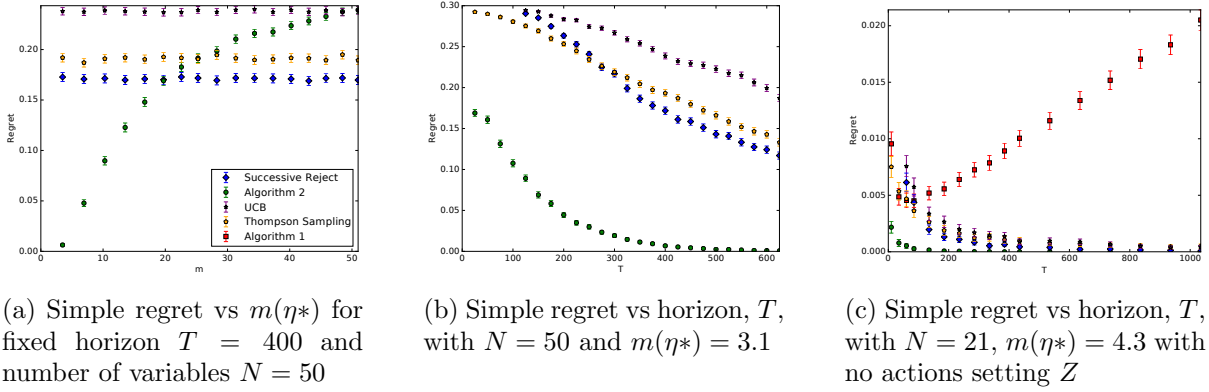 0.20
0.15
0.10
0.05
0.00
Regret
0 10 20 30 40 50
m
Successive Reject
Algorithm 2
UCB
Thompson Sampling
Algorithm 1
0.30
0.25
0.20
0.15
0.10
0.05
0.00
Regret
0 100 200 300 400 500 600
T
0.020
0.015
0.010
0.005
0.000
Regret
0 200 400 600 800 1000
T
(a) Simple regret vs m(η∗) for
fixed horizon T = 400 and
number of variables N = 50
(b) Simple regret vs horizon, T,
with N = 50 and m(η∗) = 3.1
(c) Simple regret vs horizon, T,
with N = 21, m(η∗) = 4.3 with
no actions setting Z